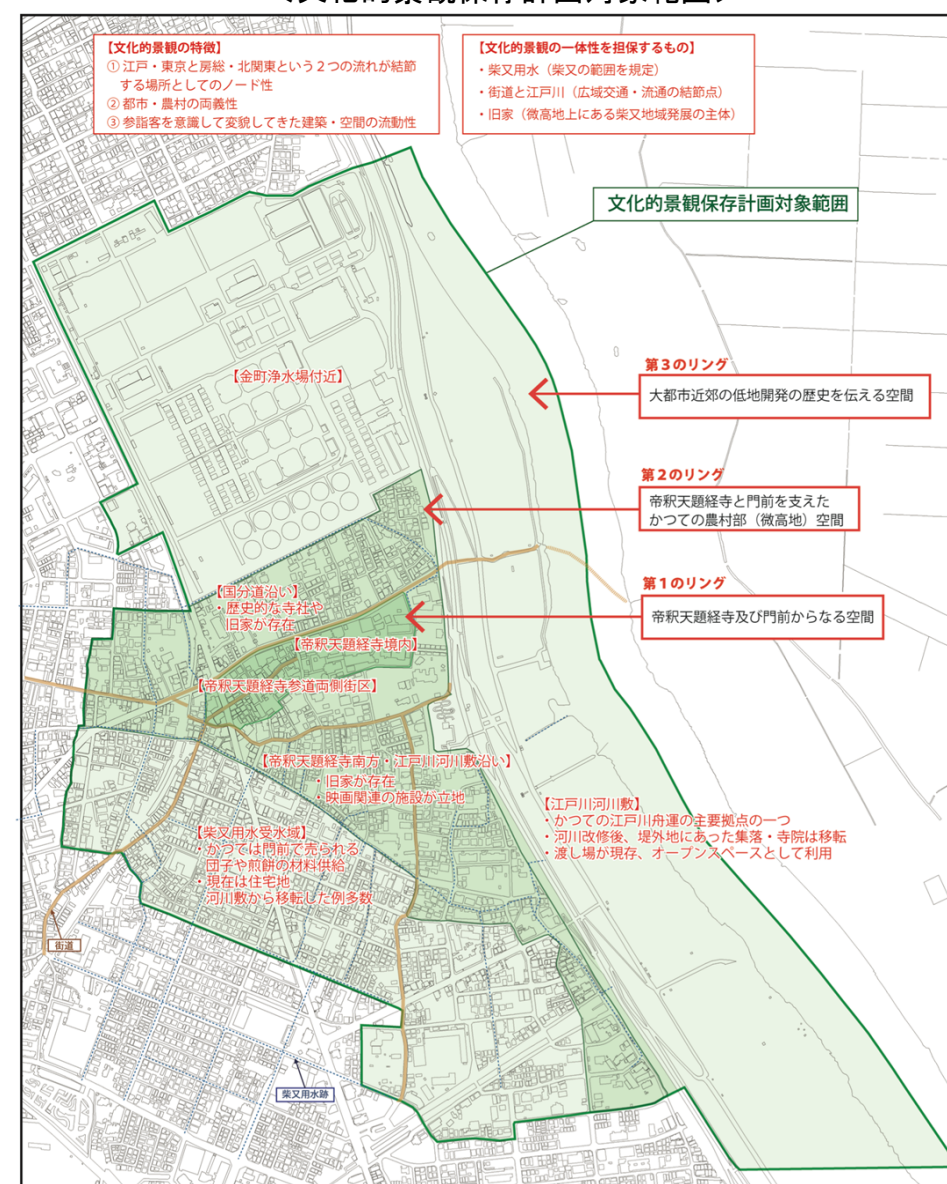 〈文化的景観保存計画対象範囲〉
【文化的景観の特徴】
① 江戸・東京と房総・北関東という２つの流れが結節
する場所としてのノード性
② 都市・農村の両義性
③ 参詣客を意識して変貌してきた建築・空間の流動性
【文化的景観の一体性を担保するもの】
・柴又用水（柴又の範囲を規定）
・街道と江戸川（広域交通・流通の結節点）
・旧家（微高地上にある柴又地域発展の主体）
文化的景観保存計画対象範囲
第３のリング
大都市近郊の低地開発の歴史を伝える空間
【金町浄水場付近】
第２のリング
帝釈天題経寺と門前を支えた
かつての農村部（微高地）空間
第１のリング
帝釈天題経寺及び門前からなる空間
【国分道沿い】
・歴史的な寺社や
旧家が存在
【帝釈天題経寺境内】
【帝釈天題経寺参道両側街区】
【帝釈天題経寺南方・江戸川河川敷沿い】
・旧家が存在
・映画関連の施設が立地
【江戸川河川敷】
・かつての江戸川舟運の主要拠点の一つ
・河川改修後、堤外地にあった集落・寺院は移転
・渡し場が現存、オープンスペースとして利用
【柴又用水受水域】
・かつては門前で売られる
団子や煎餅の材料供給
・現在は住宅地
河川敷から移転した例多数
街道
柴又用水跡